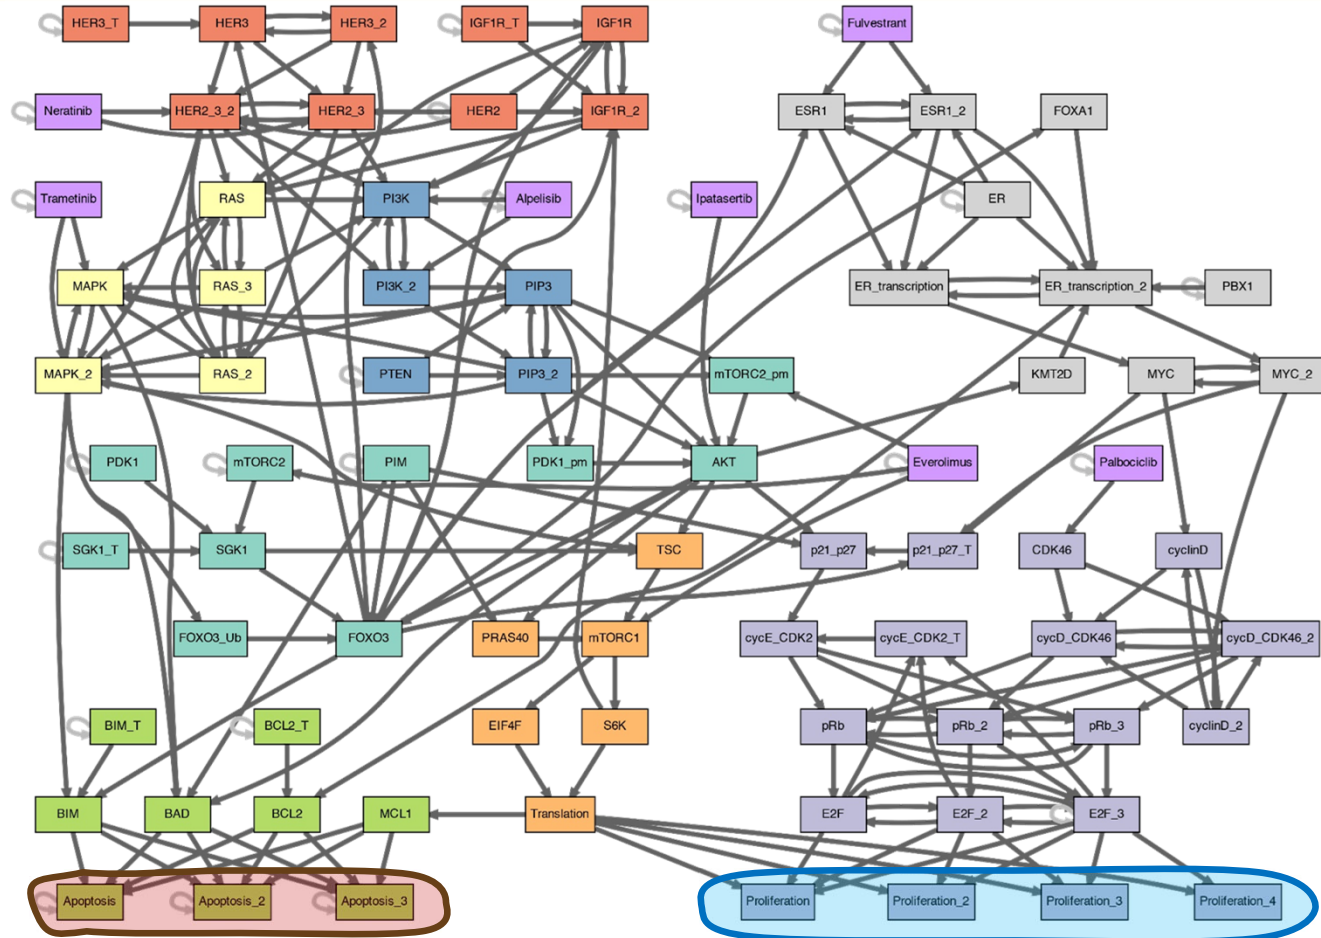 HER3_T HER3 HER3_2 IGF1R_T IGF1R Fulvestrant
Neratinib HER2_3_2 HER2_3 HER2 IGF1R_2 ESR1 ESR1_2 FOXA1
Trametinib RAS PI3K Alpelisib Ipatasertib ER
MAPK RAS_3 PI3K_2 PIP3 ER_transcription ER_transcription_2 PBX1
MAPK_2 RAS_2 PTEN PIP3_2 mTORC2_pm KMT2D MYC MYC_2
PDK1 mTORC2 PIM PDK1_pm AKT Everolimus Palbociclib
SGK1_T SGK1 TSC p21_p27 p21_p27_T CDK46 cyclinD
FOXO3_Ub FOXO3 PRAS40 mTORC1 cycE_CDK2 cycE_CDK2_T cycD_CDK46 cycD_CDK46_2
BIM_T BCL2_T EIF4F S6K pRb pRb_2 pRb_3 cyclinD_2
BIM BAD BCL2 MCL1 Translation E2F E2F_2 E2F_3
Apoptosis Apoptosis_2 Apoptosis_3 Proliferation Proliferation_2 Proliferation_3 Proliferation_4